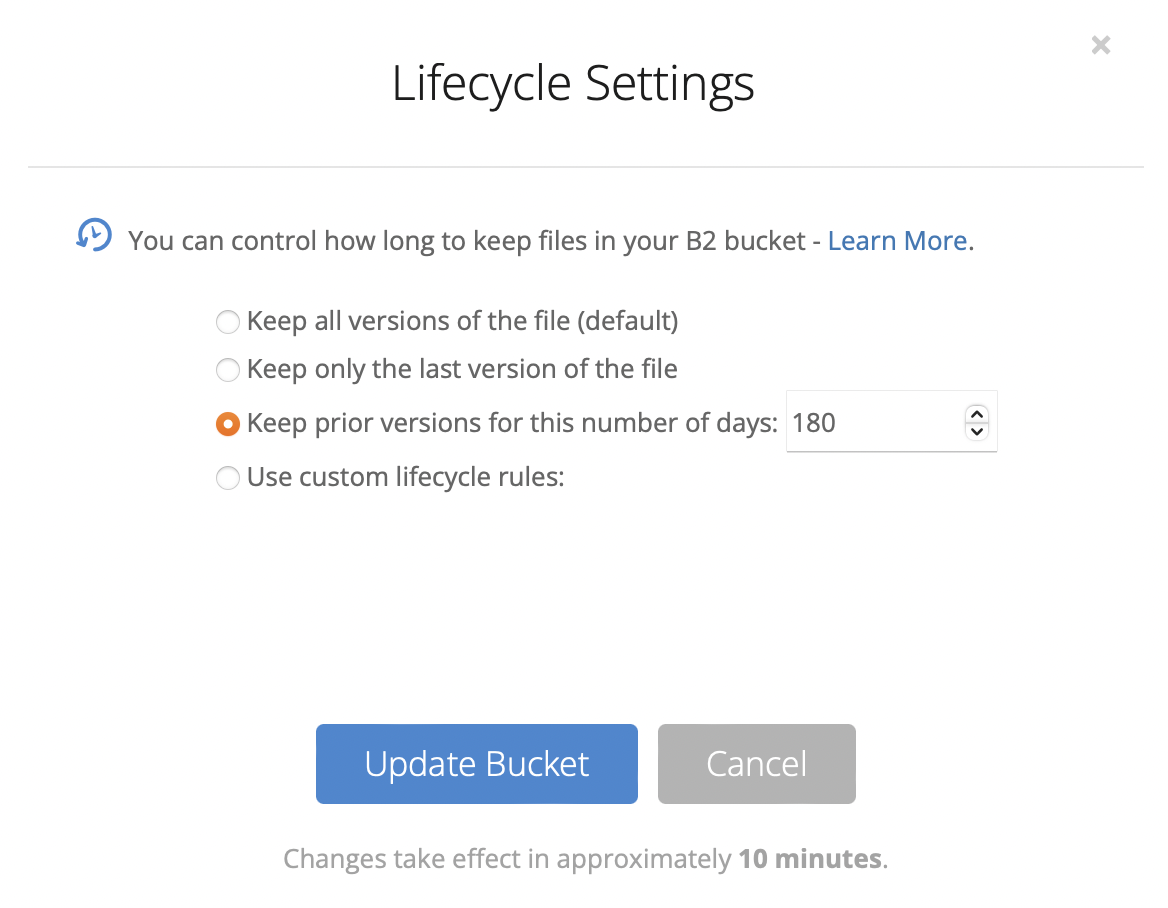 Lifecycle Settings
You can control how long to keep files in your B2 bucket - Learn More.
Keep all versions of the file (default)
Keep only the last version of the file
Keep prior versions for this number of days: 180
Use custom lifecycle rules:
Update Bucket Cancel
Changes take effect in approximately 10 minutes.